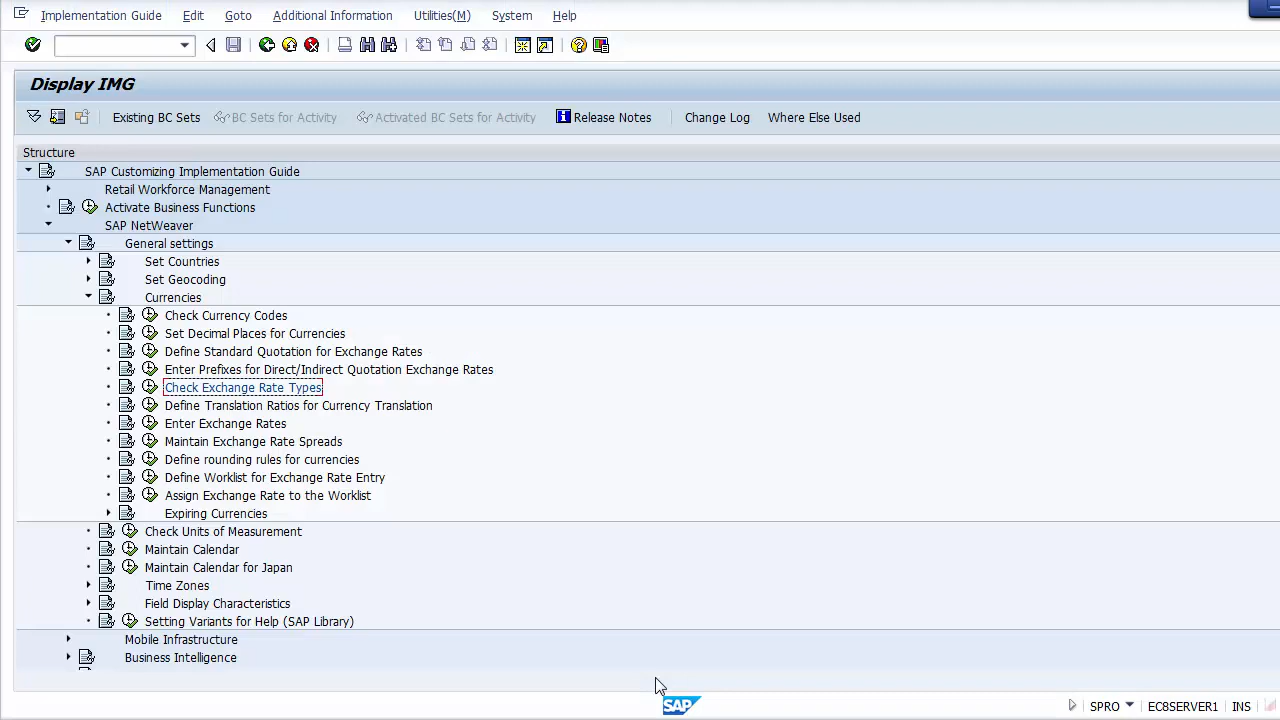 Implementation Guide Edit Goto Additional Information Utilities(M) System Help
Display IMG
Existing BC Sets BC Sets for Activity Activated BC Sets for Activity Release Notes Change Log Where Else Used
Structure
SAP Customizing Implementation Guide
Retail Workforce Management
Activate Business Functions
SAP NetWeaver
General settings
Set Countries
Set Geocoding
Currencies
Check Currency Codes
Set Decimal Places for Currencies
Define Standard Quotation for Exchange Rates
Enter Prefixes for Direct/Indirect Quotation Exchange Rates
Check Exchange Rate Types
Define Translation Ratios for Currency Translation
Enter Exchange Rates
Maintain Exchange Rate Spreads
Define rounding rules for currencies
Define Worklist for Exchange Rate Entry
Assign Exchange Rate to the Worklist
Expiring Currencies
Check Units of Measurement
Maintain Calendar
Maintain Calendar for Japan
Time Zones
Field Display Characteristics
Setting Variants for Help (SAP Library)
Mobile Infrastructure
Business Intelligence
SAP SPRO EC8SERVER1 INS